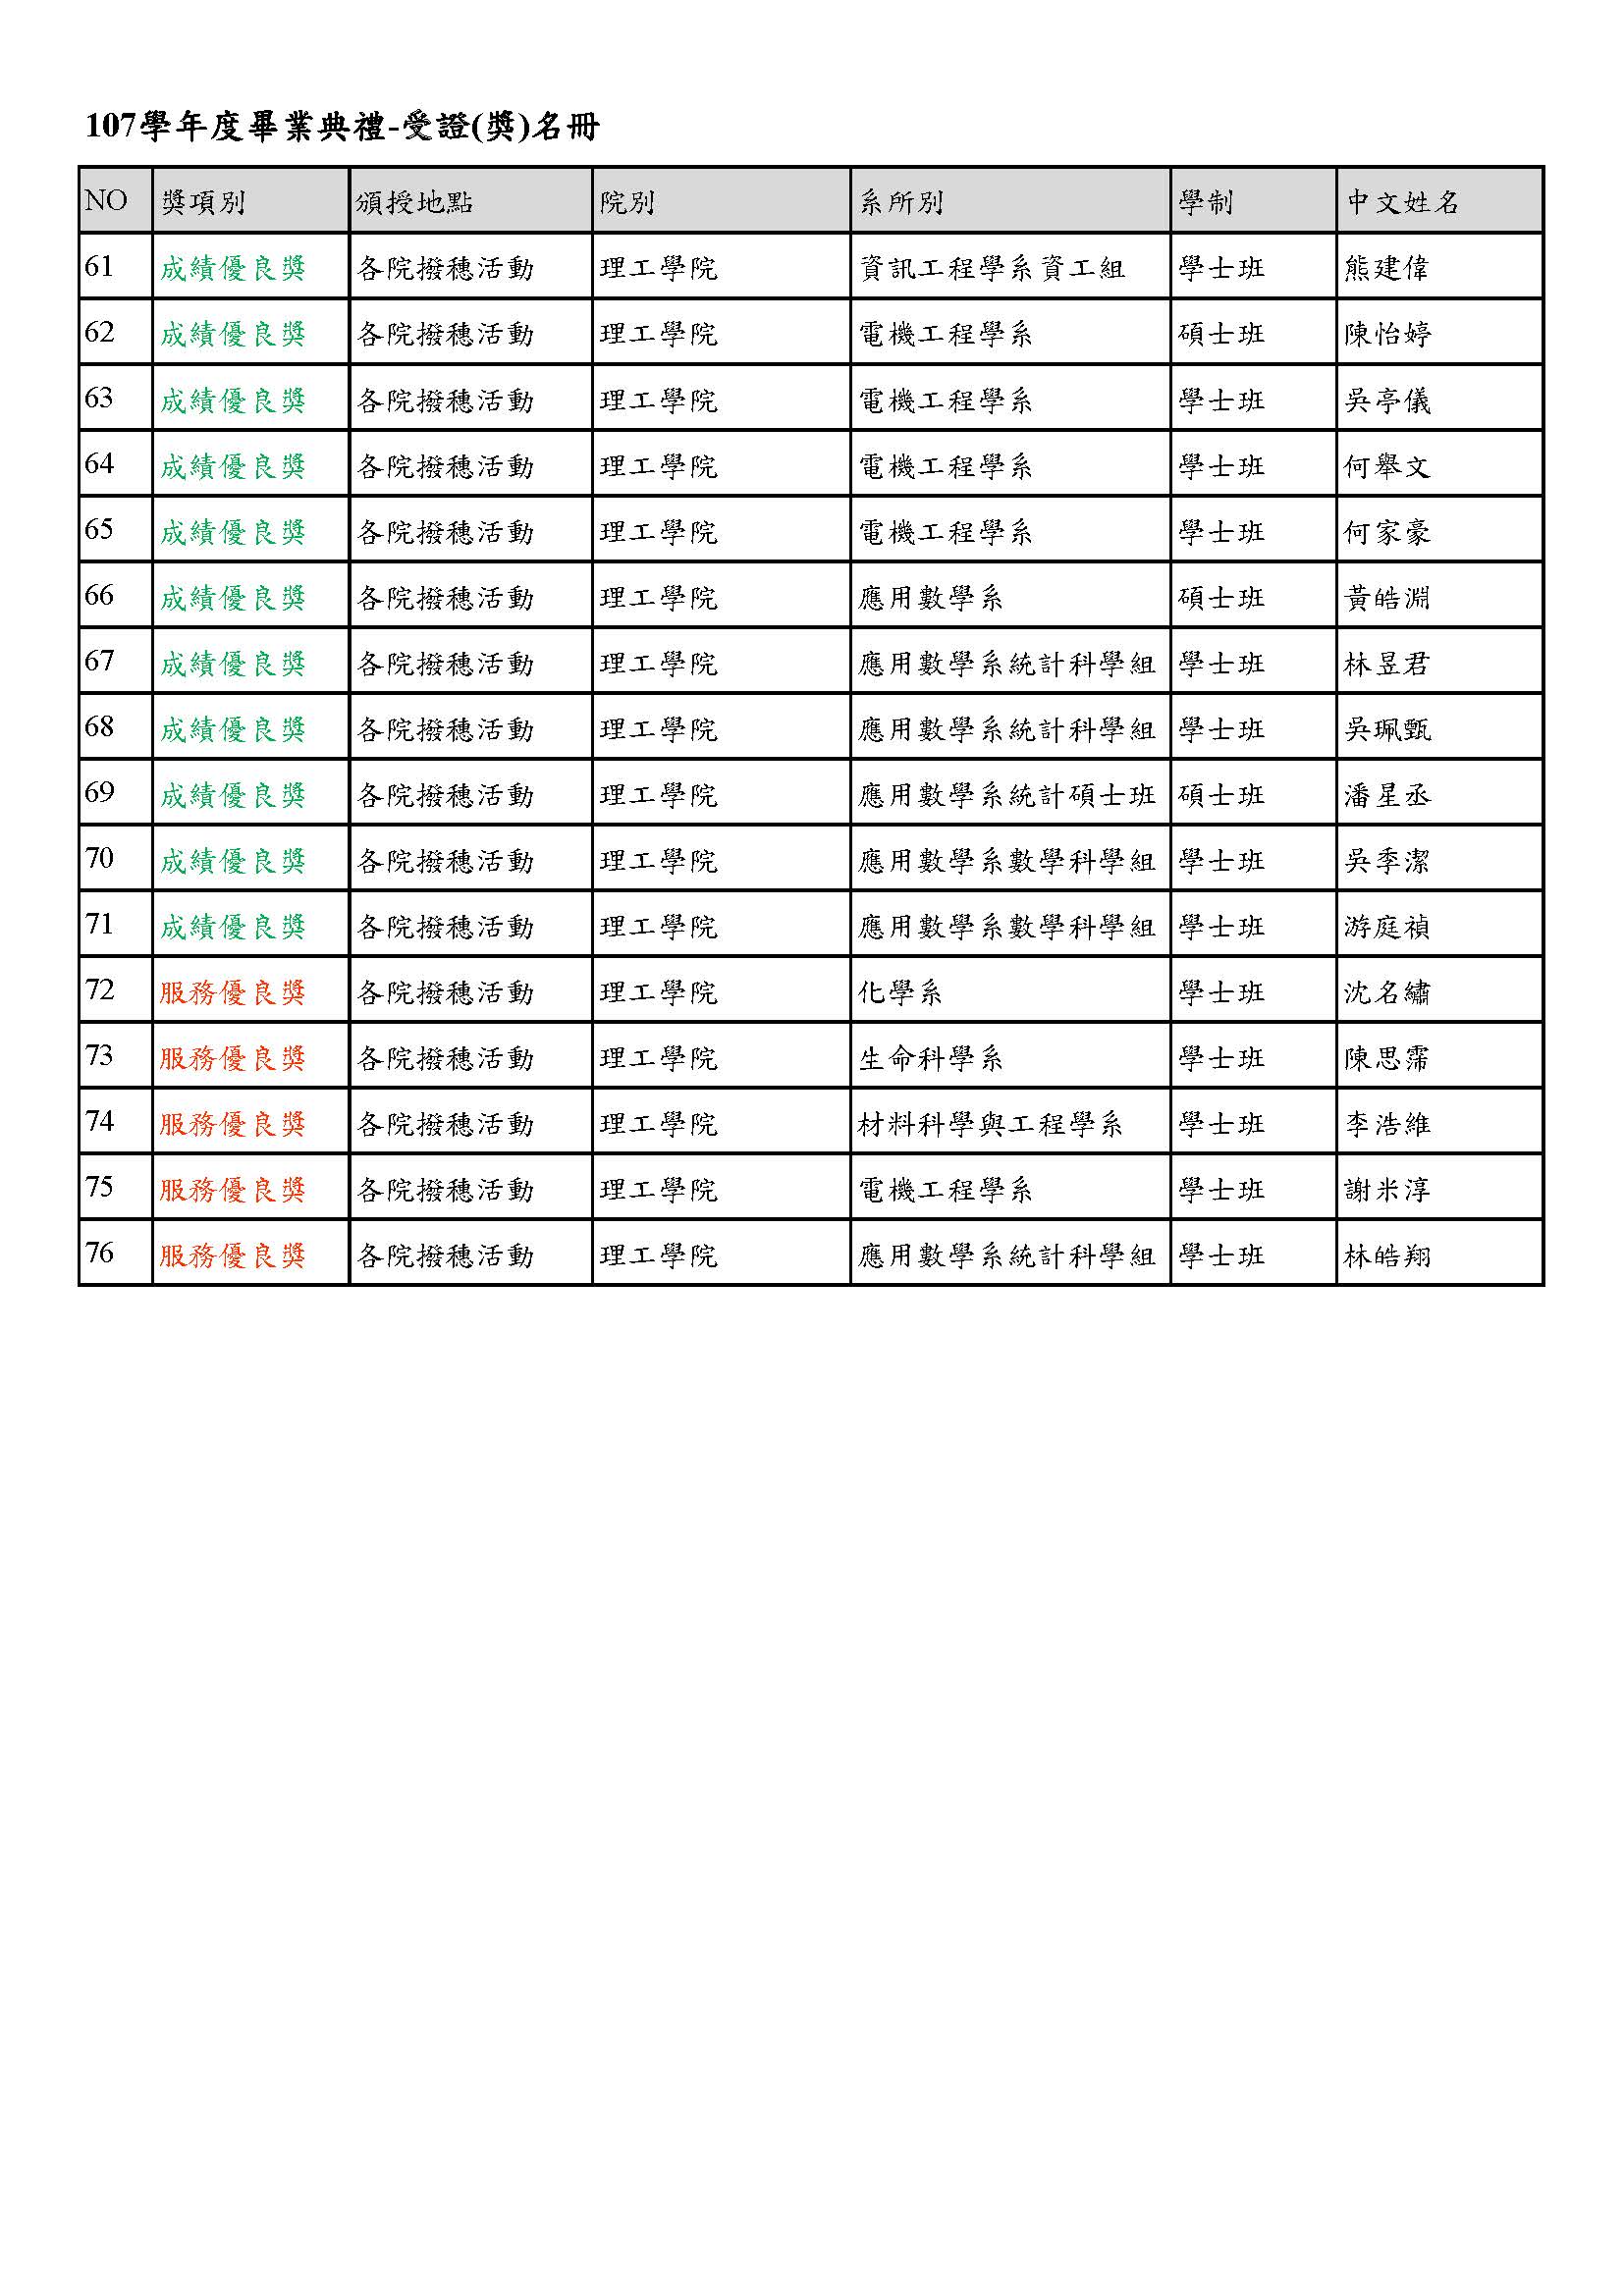 107學年度畢業典禮-受證(獎)名冊
NO 獎項別 頒授地點 院別 系所別 學制 中文姓名
61 成績優良獎 各院撥穗活動 理工學院 資訊工程學系資工組 學士班 熊建偉
62 成績優良獎 各院撥穗活動 理工學院 電機工程學系 碩士班 陳怡婷
63 成績優良獎 各院撥穗活動 理工學院 電機工程學系 學士班 吳亭儀
64 成績優良獎 各院撥穗活動 理工學院 電機工程學系 學士班 何舉文
65 成績優良獎 各院撥穗活動 理工學院 電機工程學系 學士班 何家豪
66 成績優良獎 各院撥穗活動 理工學院 應用數學系 碩士班 黃皓淵
67 成績優良獎 各院撥穗活動 理工學院 應用數學系統計科學組 學士班 林昱君
68 成績優良獎 各院撥穗活動 理工學院 應用數學系統計科學組 學士班 吳珮甄
69 成績優良獎 各院撥穗活動 理工學院 應用數學系統計碩士班 碩士班 潘星丞
70 成績優良獎 各院撥穗活動 理工學院 應用數學系數學科學組 學士班 吳季潔
71 成績優良獎 各院撥穗活動 理工學院 應用數學系數學科學組 學士班 游庭禎
72 服務優良獎 各院撥穗活動 理工學院 化學系 學士班 沈名繡
73 服務優良獎 各院撥穗活動 理工學院 生命科學系 學士班 陳思霈
74 服務優良獎 各院撥穗活動 理工學院 材料科學與工程學系 學士班 李浩維
75 服務優良獎 各院撥穗活動 理工學院 電機工程學系 學士班 謝米淳
76 服務優良獎 各院撥穗活動 理工學院 應用數學系統計科學組 學士班 林皓翔